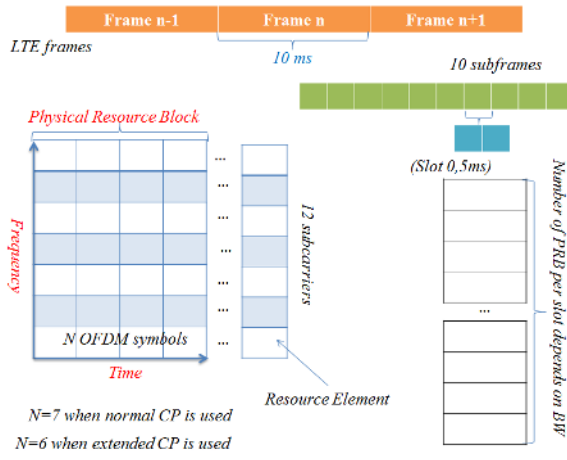 Frame n-1 Frame n Frame n+1
LTE frames
10 ms
10 subframes
Physical Resource Block
(Slot 0,5ms)
...
...
...
...
...
...
...
Frequency
12 subcarriers
Number of PRB per slot depends on BW
...
N OFDM symbols
Time
Resource Element
N=7 when normal CP is used
N=6 when extended CP is used